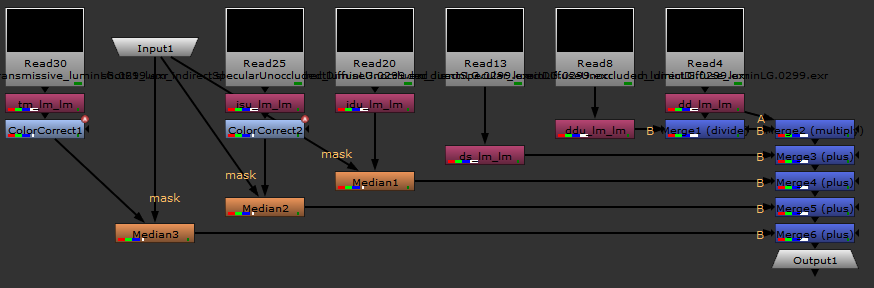 Read30
Input1
Read25
Read20
Read13
Read8
Read4
tm_lm_lm
isu_lm_lm
idu_lm_lm
dd_lm_lm
ColorCorrect1
ColorCorrect2
ddu_lm_lm
B
Merge1 (divide)
A
B
Merge2 (multiply)
mask
ds_lm_lm
B
Merge3 (plus)
mask
Median1
B
Merge4 (plus)
mask
Median2
B
Merge5 (plus)
Median3
B
Merge6 (plus)
Output1